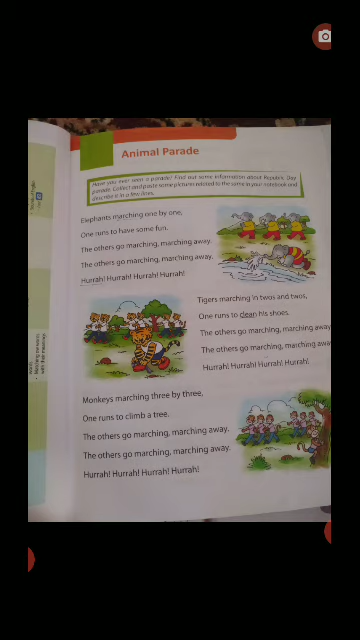 Animal Parade
Have you ever seen a parade? Find out some information about Republic Day
parade. Collect and paste some pictures related to the same in your notebook and
describe it in a few lines.
Elephants marching one by one,
One runs to have some fun.
The others go marching, marching away.
The others go marching, marching away.
Hurrah! Hurrah! Hurrah! Hurrah!
Tigers marching in twos and twos,
One runs to clean his shoes.
The others go marching, marching away
The others go marching, marching away
Hurrah! Hurrah! Hurrah! Hurrah!
Monkeys marching three by three,
One runs to climb a tree.
The others go marching, marching away.
The others go marching, marching away.
Hurrah! Hurrah! Hurrah! Hurrah!